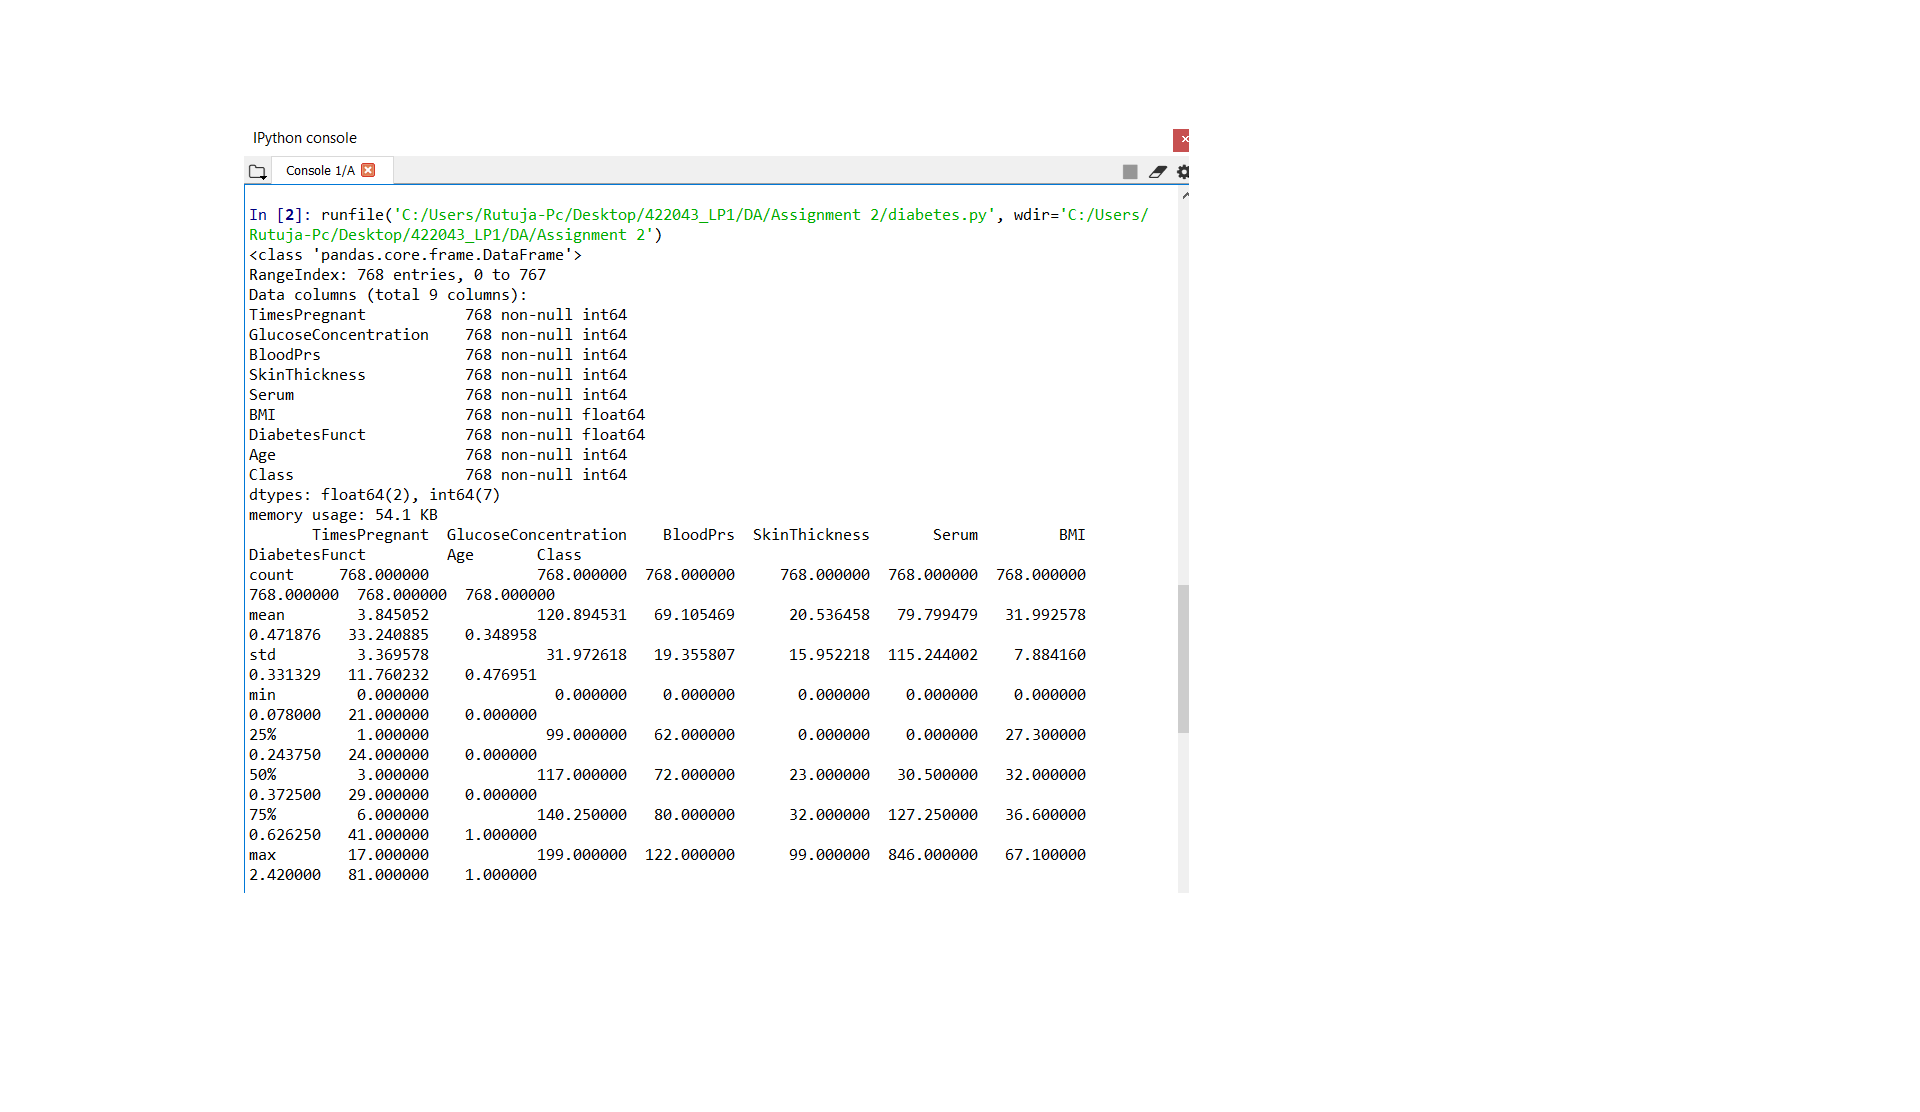 IPython console
Console 1/A
In [2]: runfile('C:/Users/Rutuja-Pc/Desktop/422043_LP1/DA/Assignment 2/diabetes.py', wdir='C:/Users/
Rutuja-Pc/Desktop/422043_LP1/DA/Assignment 2')
<class 'pandas.core.frame.DataFrame'>
RangeIndex: 768 entries, 0 to 767
Data columns (total 9 columns):
TimesPregnant           768 non-null int64
GlucoseConcentration    768 non-null int64
BloodPrs                768 non-null int64
SkinThickness           768 non-null int64
Serum                   768 non-null int64
BMI                     768 non-null float64
DiabetesFunct           768 non-null float64
Age                     768 non-null int64
Class                   768 non-null int64
dtypes: float64(2), int64(7)
memory usage: 54.1 KB
       TimesPregnant  GlucoseConcentration    BloodPrs  SkinThickness       Serum         BMI
DiabetesFunct         Age       Class
count     768.000000            768.000000  768.000000     768.000000  768.000000  768.000000
768.000000  768.000000  768.000000
mean        3.845052            120.894531   69.105469      20.536458   79.799479   31.992578
0.471876   33.240885    0.348958
std         3.369578             31.972618   19.355807      15.952218  115.244002    7.884160
0.331329   11.760232    0.476951
min         0.000000              0.000000    0.000000       0.000000    0.000000    0.000000
0.078000   21.000000    0.000000
25%         1.000000             99.000000   62.000000       0.000000    0.000000   27.300000
0.243750   24.000000    0.000000
50%         3.000000            117.000000   72.000000      23.000000   30.500000   32.000000
0.372500   29.000000    0.000000
75%         6.000000            140.250000   80.000000      32.000000  127.250000   36.600000
0.626250   41.000000    1.000000
max        17.000000            199.000000  122.000000      99.000000  846.000000   67.100000
2.420000   81.000000    1.000000